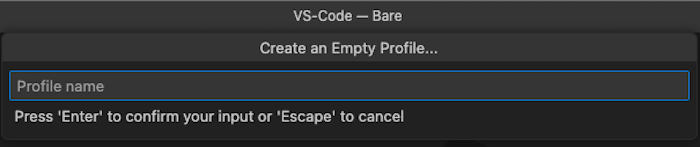 VS-Code — Bare
Create an Empty Profile...
Profile name
Press 'Enter' to confirm your input or 'Escape' to cancel